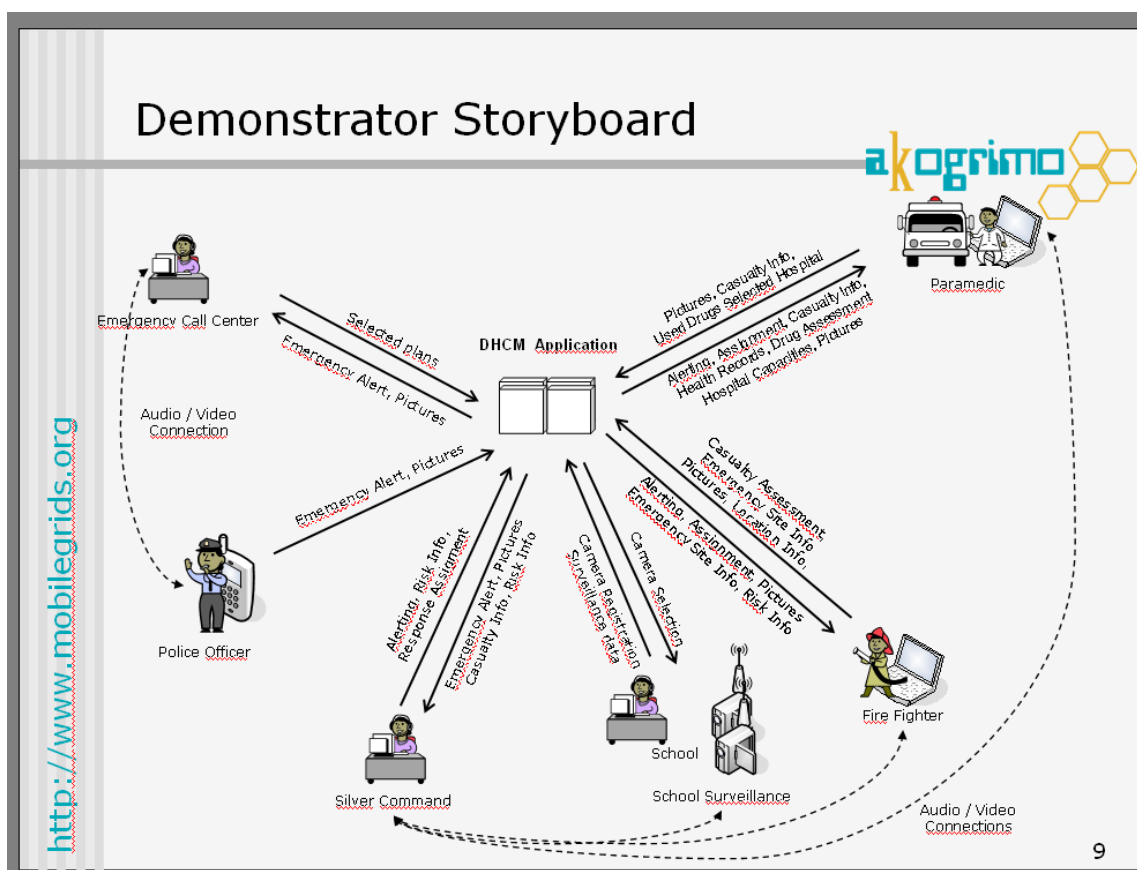 Demonstrator Storyboard
akogrimo
http://www.mobilegrids.org
Emergency Call Center
Paramedic
Selected plans
Emergency Alert, Pictures
DHCM Application
Pictures, Casualty Info,
Used Drugs Selected Hospital
Alerting, Assignment, Casualty Info,
Health Records, Drug Assessment
Hospital Capacities, Pictures
Audio / Video
Connection
Emergency Alert, Pictures
Police Officer
Alerting, Risk Info,
Response Assigment
Emergency Alert, Pictures
Casualty Info, Risk Info
Camera Registration
Surveillance data
Camera Selection
Casualty Assessment,
Emergency Site Info
Pictures, Location Info,
Alerting, Assignment, Pictures
Emergency Site Info, Risk Info
Fire Fighter
School
School Surveillance
Silver Command
Audio / Video
Connections
9